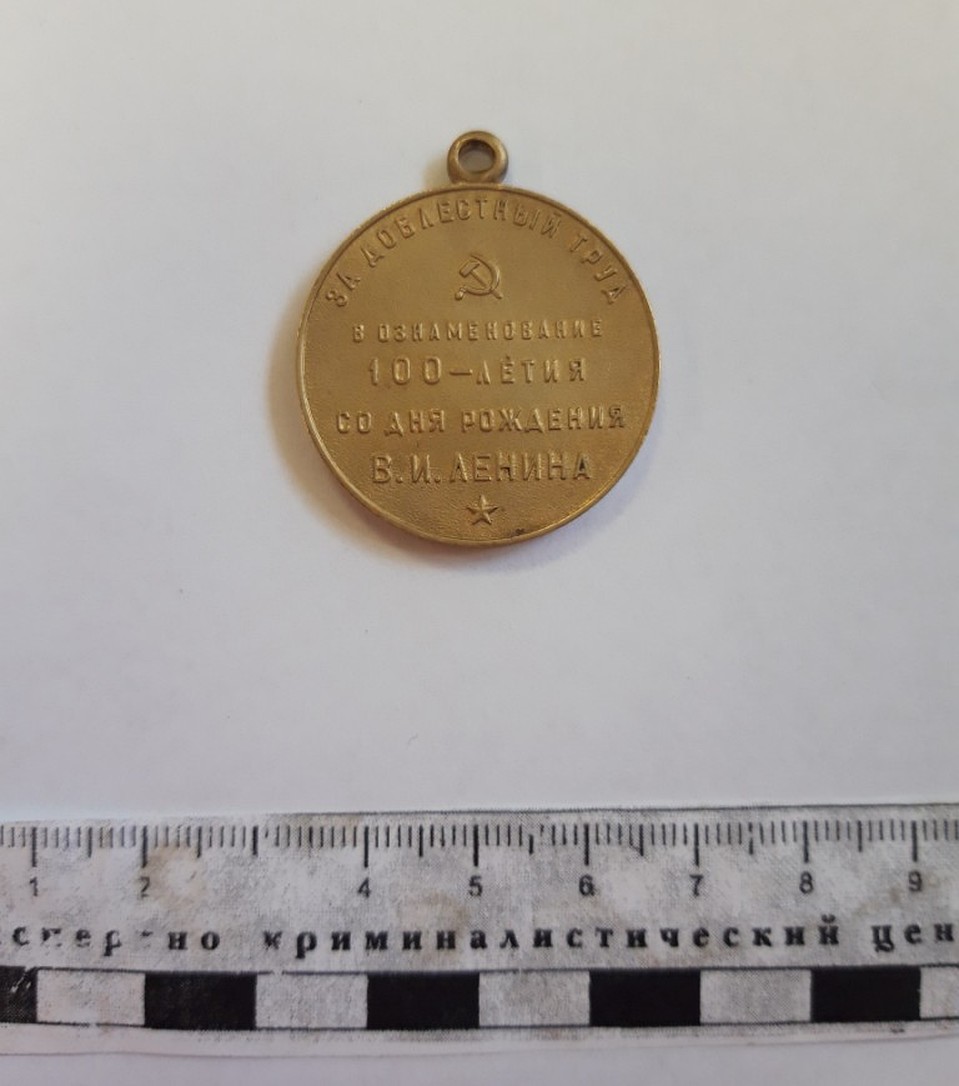 ЗА ДОБЛЕСТНЫЙ ТРУД
В ОЗНАМЕНОВАНИЕ
100-ЛЕТИЯ
СО ДНЯ РОЖДЕНИЯ
В.И.ЛЕНИНА
1 2 4 5 6 7 8 9
криминалистический цен